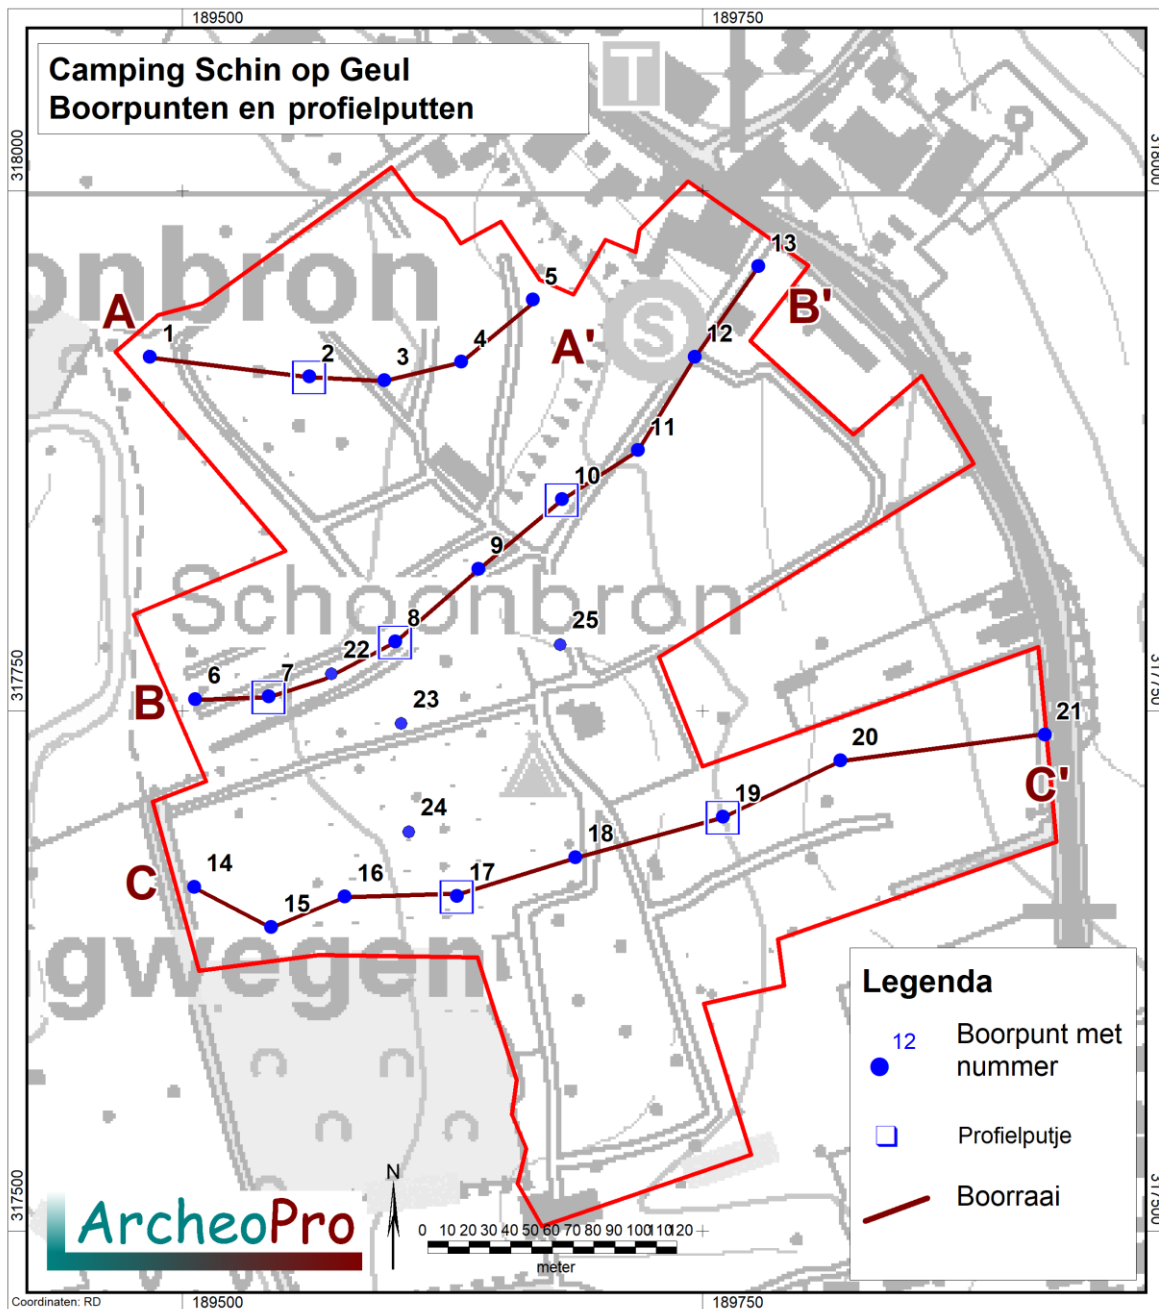 189500
189750
Camping Schin op Geul
Boorpunten en profielputten
T
318000
318000
onbron
13
5
A
B'
1
12
4
A'
S
2
3
11
10
9
Schoonbron
8
25
22
6
7
317750
317750
B
23
21
20
C'
19
24
18
C
14
16
17
15
gwegen
Legenda
12
Boorpunt met
nummer
Profielputje
Boorraai
N
317500
317500
ArcheoPro
0 10 20 30 40 50 60 70 80 90 100 110 120
meter
Coordinaten: RD
189500
189750